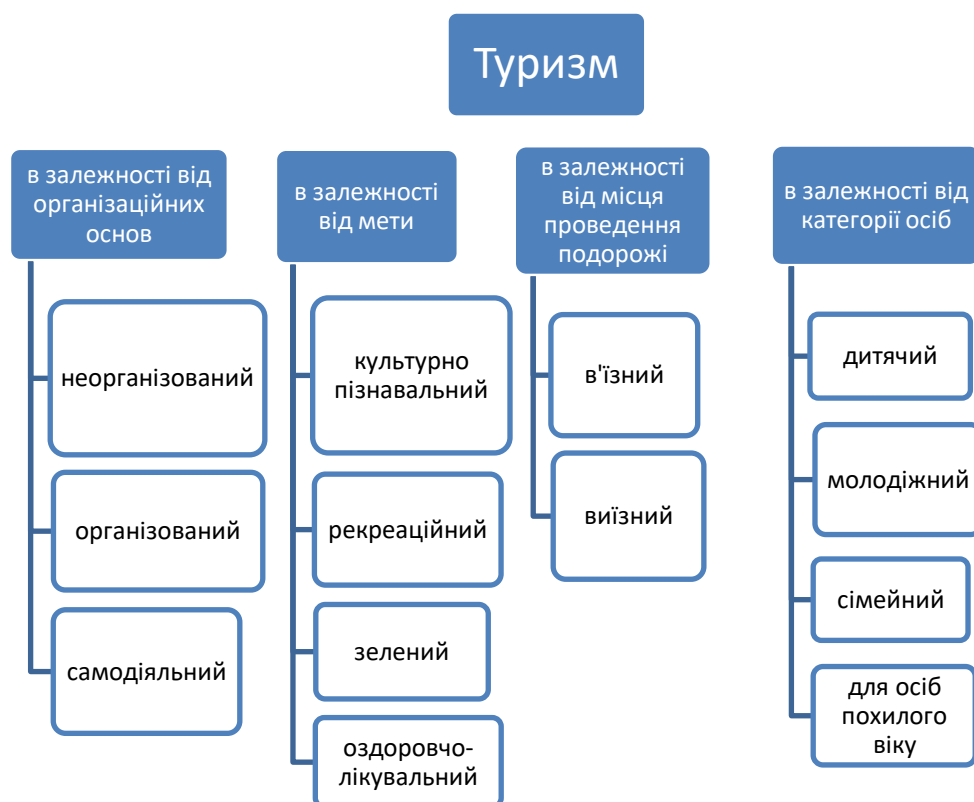 Туризм
в залежності від
організаційних
основ
неорганізований
організований
самодіяльний
в залежності
від мети
культурно
пізнавальний
рекреаційний
зелений
оздоровчо-
лікувальний
в залежності
від місця
проведення
подорожі
в'їзний
виїзний
в залежності від
категорії осіб
дитячий
молодіжний
сімейний
для осіб
похилого
віку